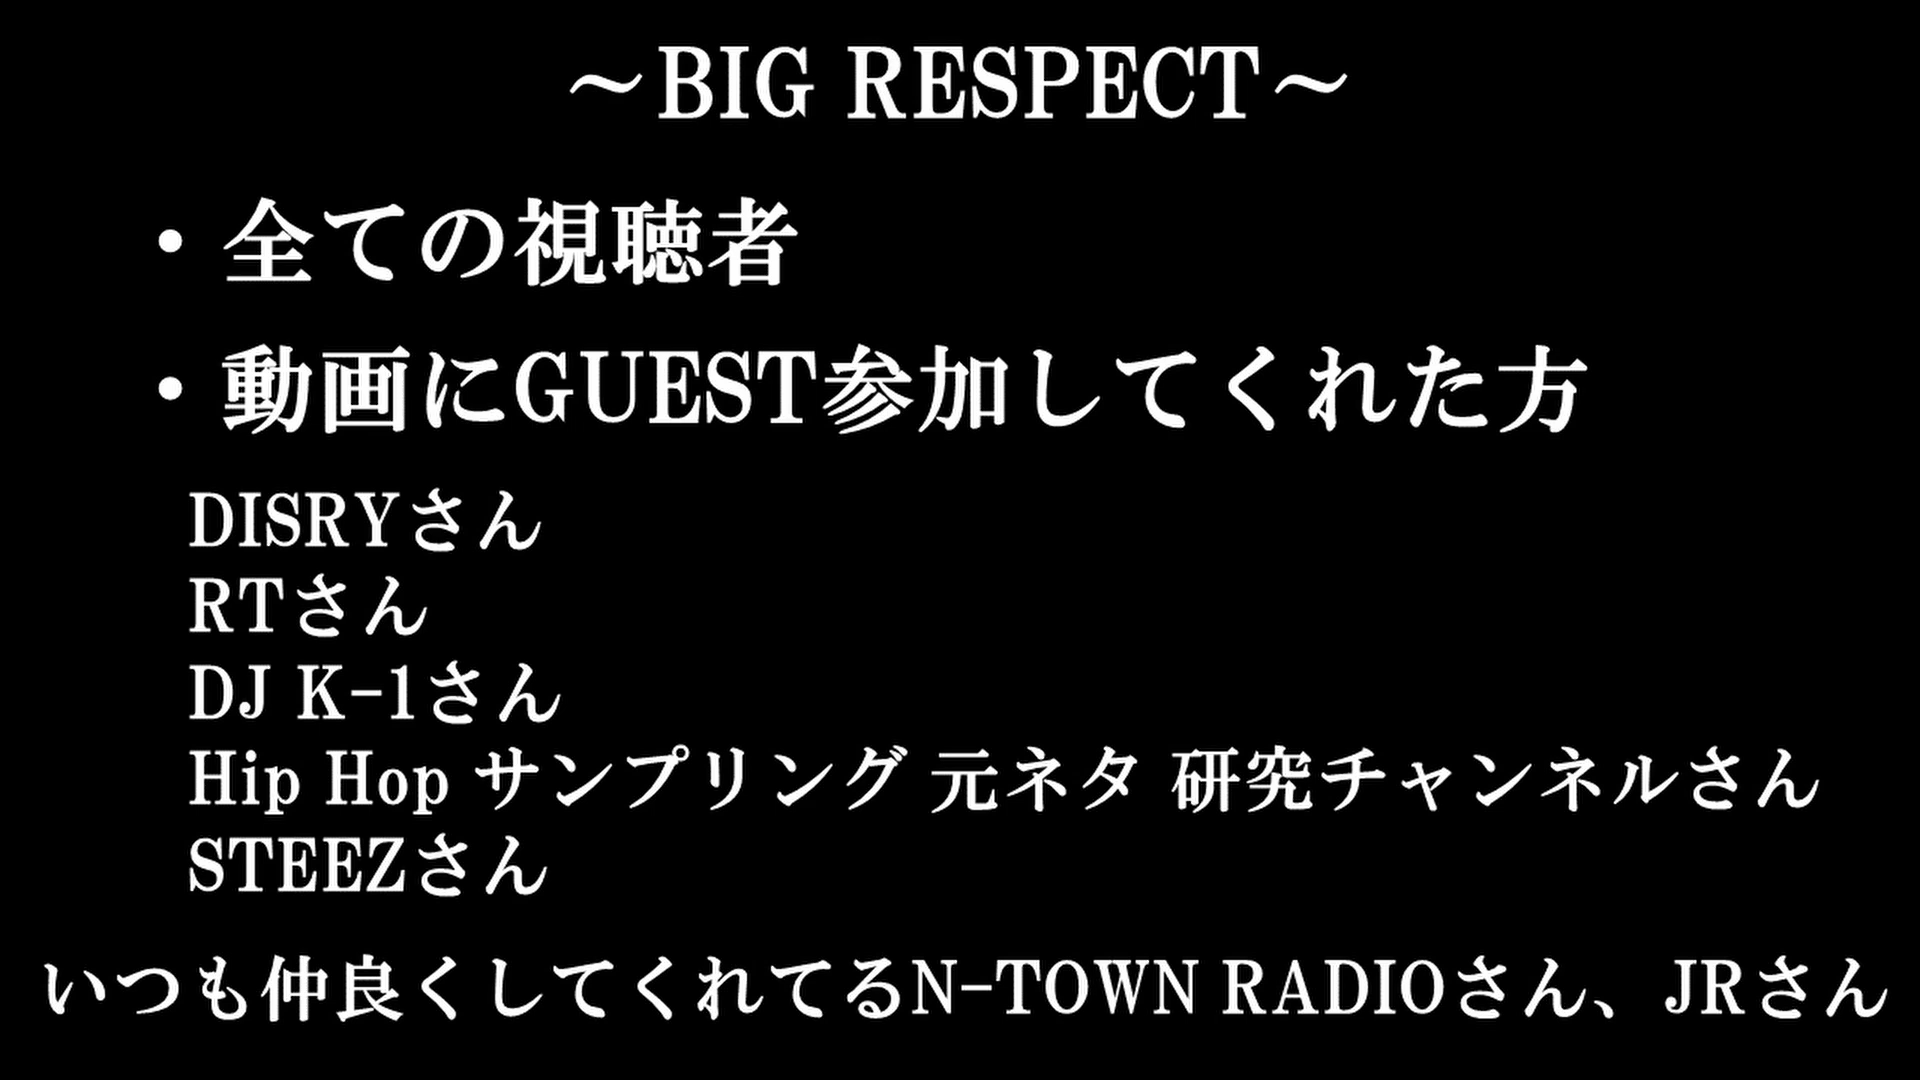 ～BIG RESPECT～
・全ての視聴者
・動画にGUEST参加してくれた方
DISRYさん
RTさん
DJ K-1さん
Hip Hop サンプリング 元ネタ 研究チャンネルさん
STEEZさん
いつも仲良くしてくれてるN-TOWN RADIOさん、JRさん